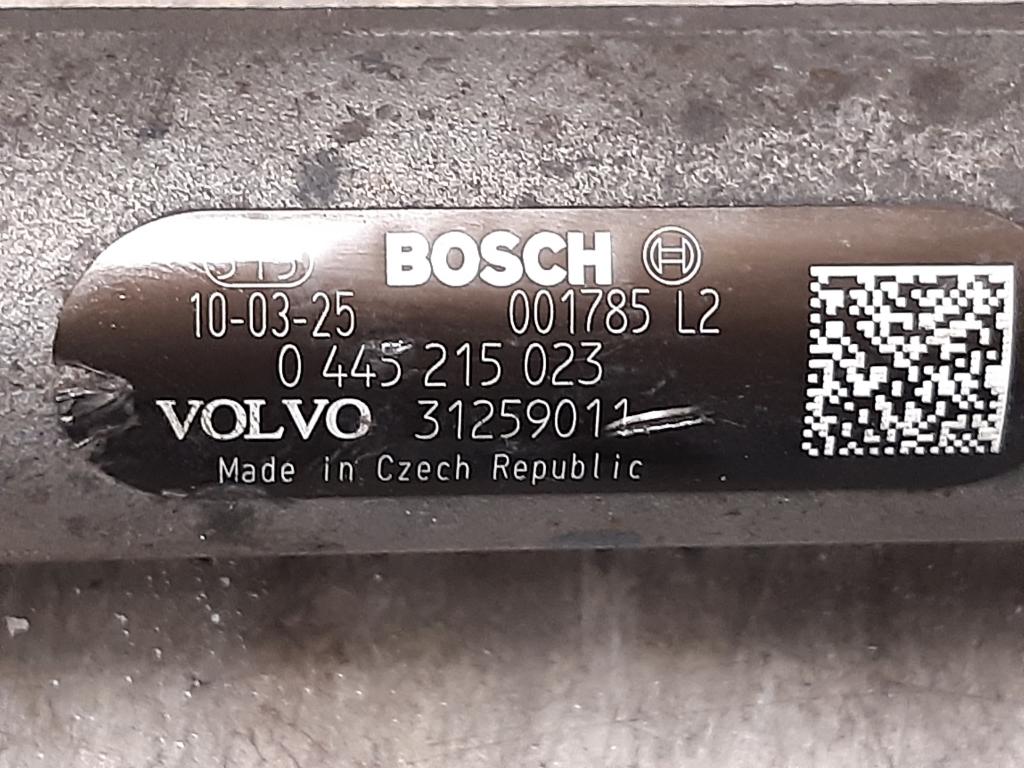 BOSCH
10-03-25 001785 L2
0 445 215 023
VOLVO 31259011
Made in Czech Republic